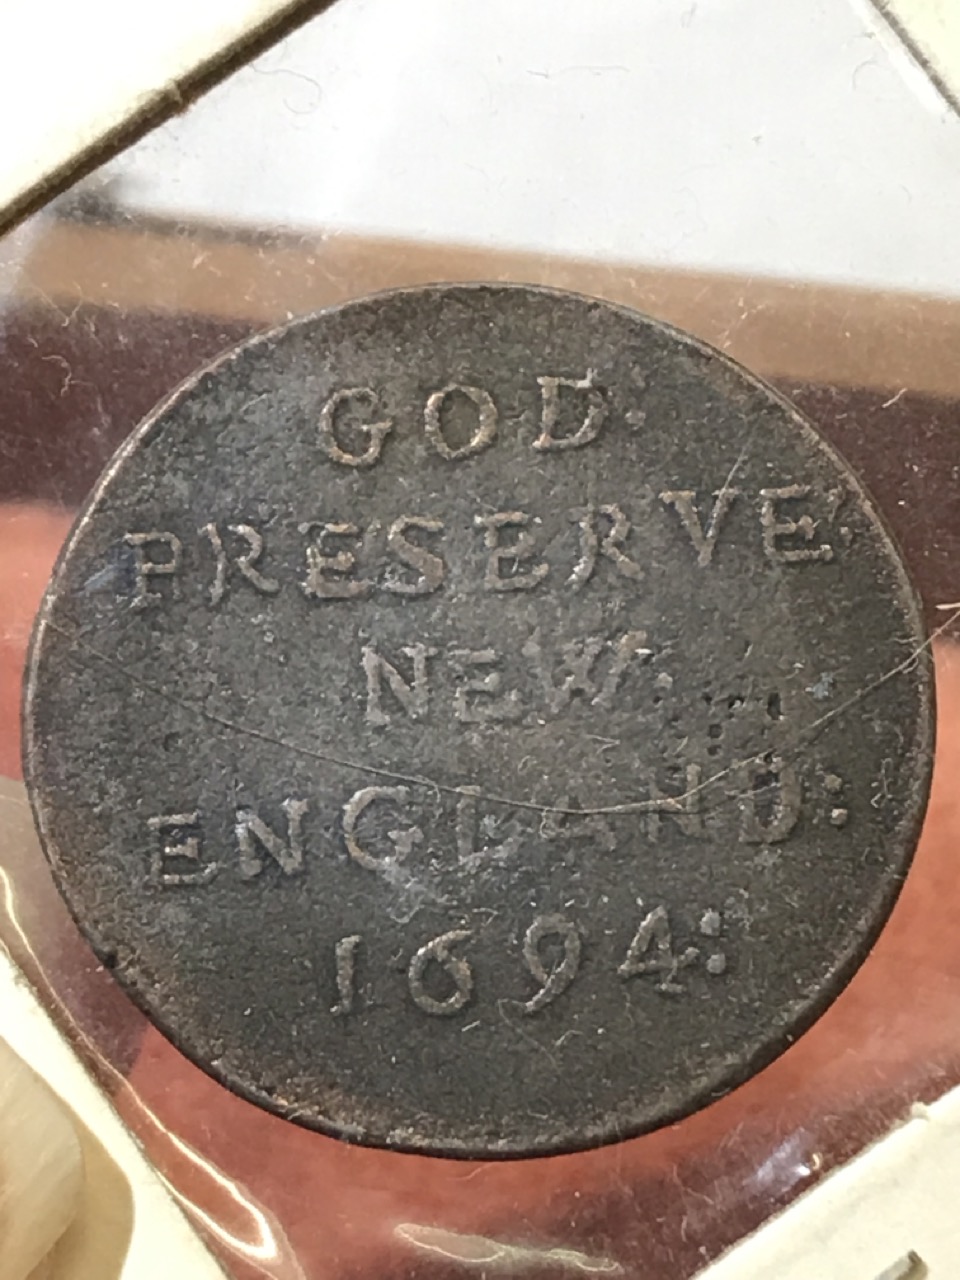 GOD·
PRESERVE·
NEW·
ENGLAND:
1694: